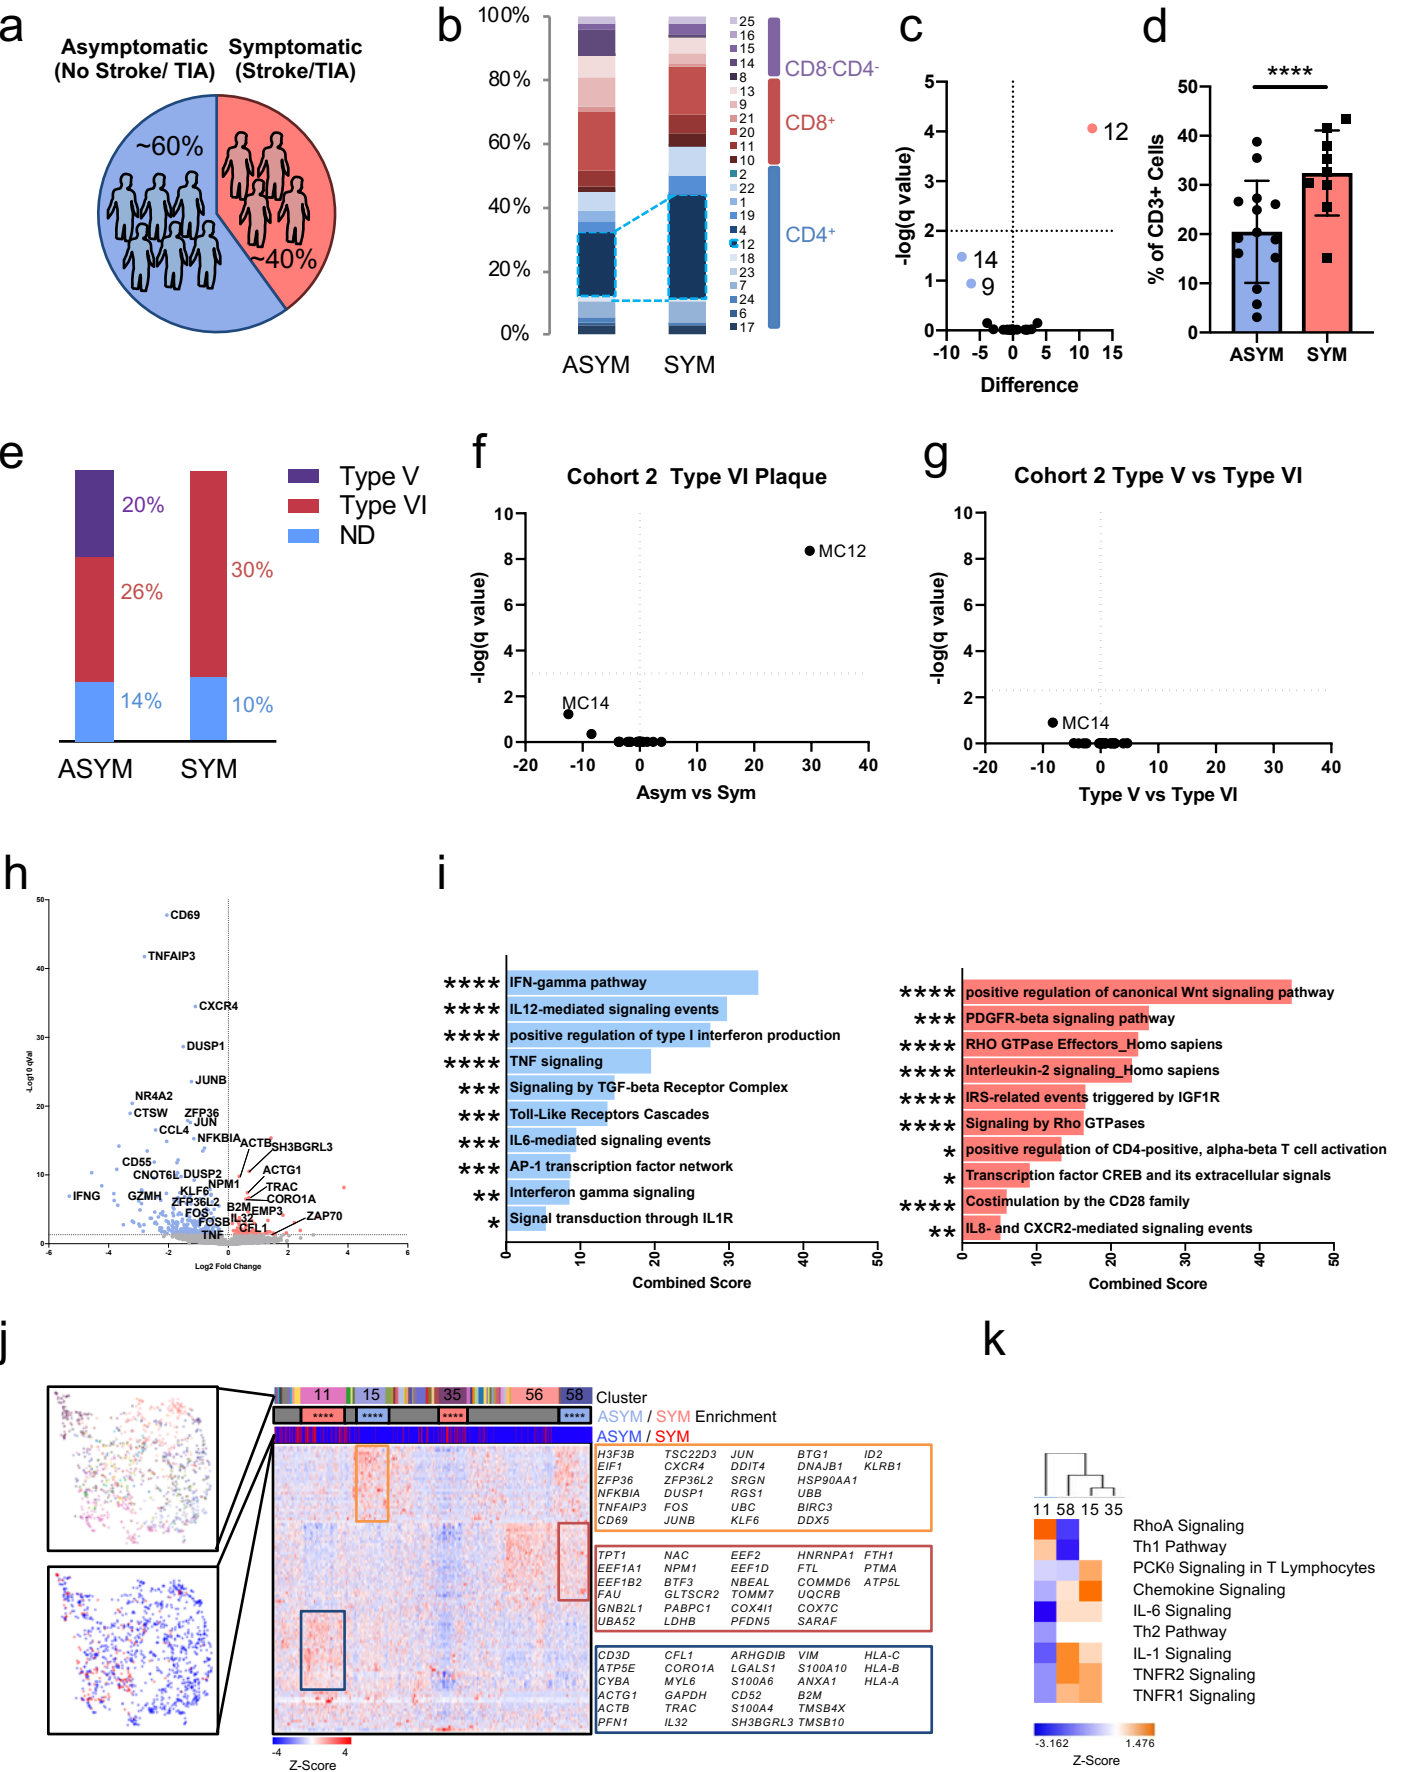 a
Asymptomatic
(No Stroke/ TIA)
Symptomatic
(Stroke/TIA)
~60%
~40%
b
100%
80%
60%
40%
20%
0%
ASYM
SYM
25
16
15
14
8
13
9
21
20
11
10
2
22
1
19
4
12
18
23
7
24
6
17
CD8-CD4-
CD8+
CD4+
c
-log(q value)
5
4
3
2
1
0
12
14
9
-10 -5 0 5 10 15
Difference
d
****
% of CD3+ Cells
50
40
30
20
10
0
ASYM SYM
e
20%
26%
14%
30%
10%
ASYM SYM
Type V
Type VI
ND
f
Cohort 2 Type VI Plaque
-log(q value)
10
8
6
4
2
0
MC12
MC14
-20 -10 0 10 20 30 40
Asym vs Sym
g
Cohort 2 Type V vs Type VI
-log(q value)
10
8
6
4
2
0
MC14
-20 -10 0 10 20 30 40
Type V vs Type VI
h
-Log10 qVal
50
40
30
20
10
0
CD69
TNFAIP3
CXCR4
DUSP1
JUNB
NR4A2
CTSW
ZFP36
JUN
CCL4
NFKBIA
ACTB
SH3BGRL3
CD55
CNOT6L
DUSP2
ACTG1
NPM1
TRAC
IFNG
GZMH
KLF6
CORO1A
ZFP36L2
B2M
TEMP3
FOS
FOSB
IL32
ZAP70
CFL1
TNF
-6 -4 -2 0 2 4 6
Log2 Fold Change
i
**** IFN-gamma pathway
**** IL12-mediated signaling events
**** positive regulation of type I interferon production
**** TNF signaling
*** Signaling by TGF-beta Receptor Complex
*** Toll-Like Receptors Cascades
*** IL6-mediated signaling events
*** AP-1 transcription factor network
** Interferon gamma signaling
* Signal transduction through IL1R
0 10 20 30 40 50
Combined Score
**** positive regulation of canonical Wnt signaling pathway
*** PDGFR-beta signaling pathway
**** RHO GTPase Effectors_Homo sapiens
**** Interleukin-2 signaling_Homo sapiens
**** IRS-related events triggered by IGF1R
**** Signaling by Rho GTPases
* positive regulation of CD4-positive, alpha-beta T cell activation
* Transcription factor CREB and its extracellular signals
**** Costimulation by the CD28 family
** IL8- and CXCR2-mediated signaling events
0 10 20 30 40 50
Combined Score
j
11 15 35 56 58 Cluster
**** **** **** **** ASYM / SYM Enrichment
ASYM / SYM
H3F3B TSC22D3 JUN BTG1 ID2
EIF1 CXCR4 DDIT4 DNAJB1 KLRB1
ZFP36 ZFP36L2 SRGN HSP90AA1
NFKBIA DUSP1 RGS1 UBB
TNFAIP3 FOS UBC BIRC3
CD69 JUNB KLF6 DDX5
TPT1 NAC EEF2 HNRNPA1 FTH1
EEF1A1 NPM1 EEF1D FTL PTMA
EEF1B2 BTF3 NBEAL COMMD6 ATP5L
FAU GLTSCR2 TOMM7 UQCRB
GNB2L1 PABPC1 COX4I1 COX7C
UBA52 LDHB PFDN5 SARAF
CD3D CFL1 ARHGDIB VIM HLA-C
ATP5E CORO1A LGALS1 S100A10 HLA-B
CYBA MYL6 S100A6 ANXA1 HLA-A
ACTG1 GAPDH CD52 B2M
ACTB TRAC S100A4 TMSB4X
PFN1 IL32 SH3BGRL3 TMSB10
-4 4
Z-Score
k
11 58 15 35
RhoA Signaling
Th1 Pathway
PCKθ Signaling in T Lymphocytes
Chemokine Signaling
IL-6 Signaling
Th2 Pathway
IL-1 Signaling
TNFR2 Signaling
TNFR1 Signaling
-3.162 1.476
Z-Score